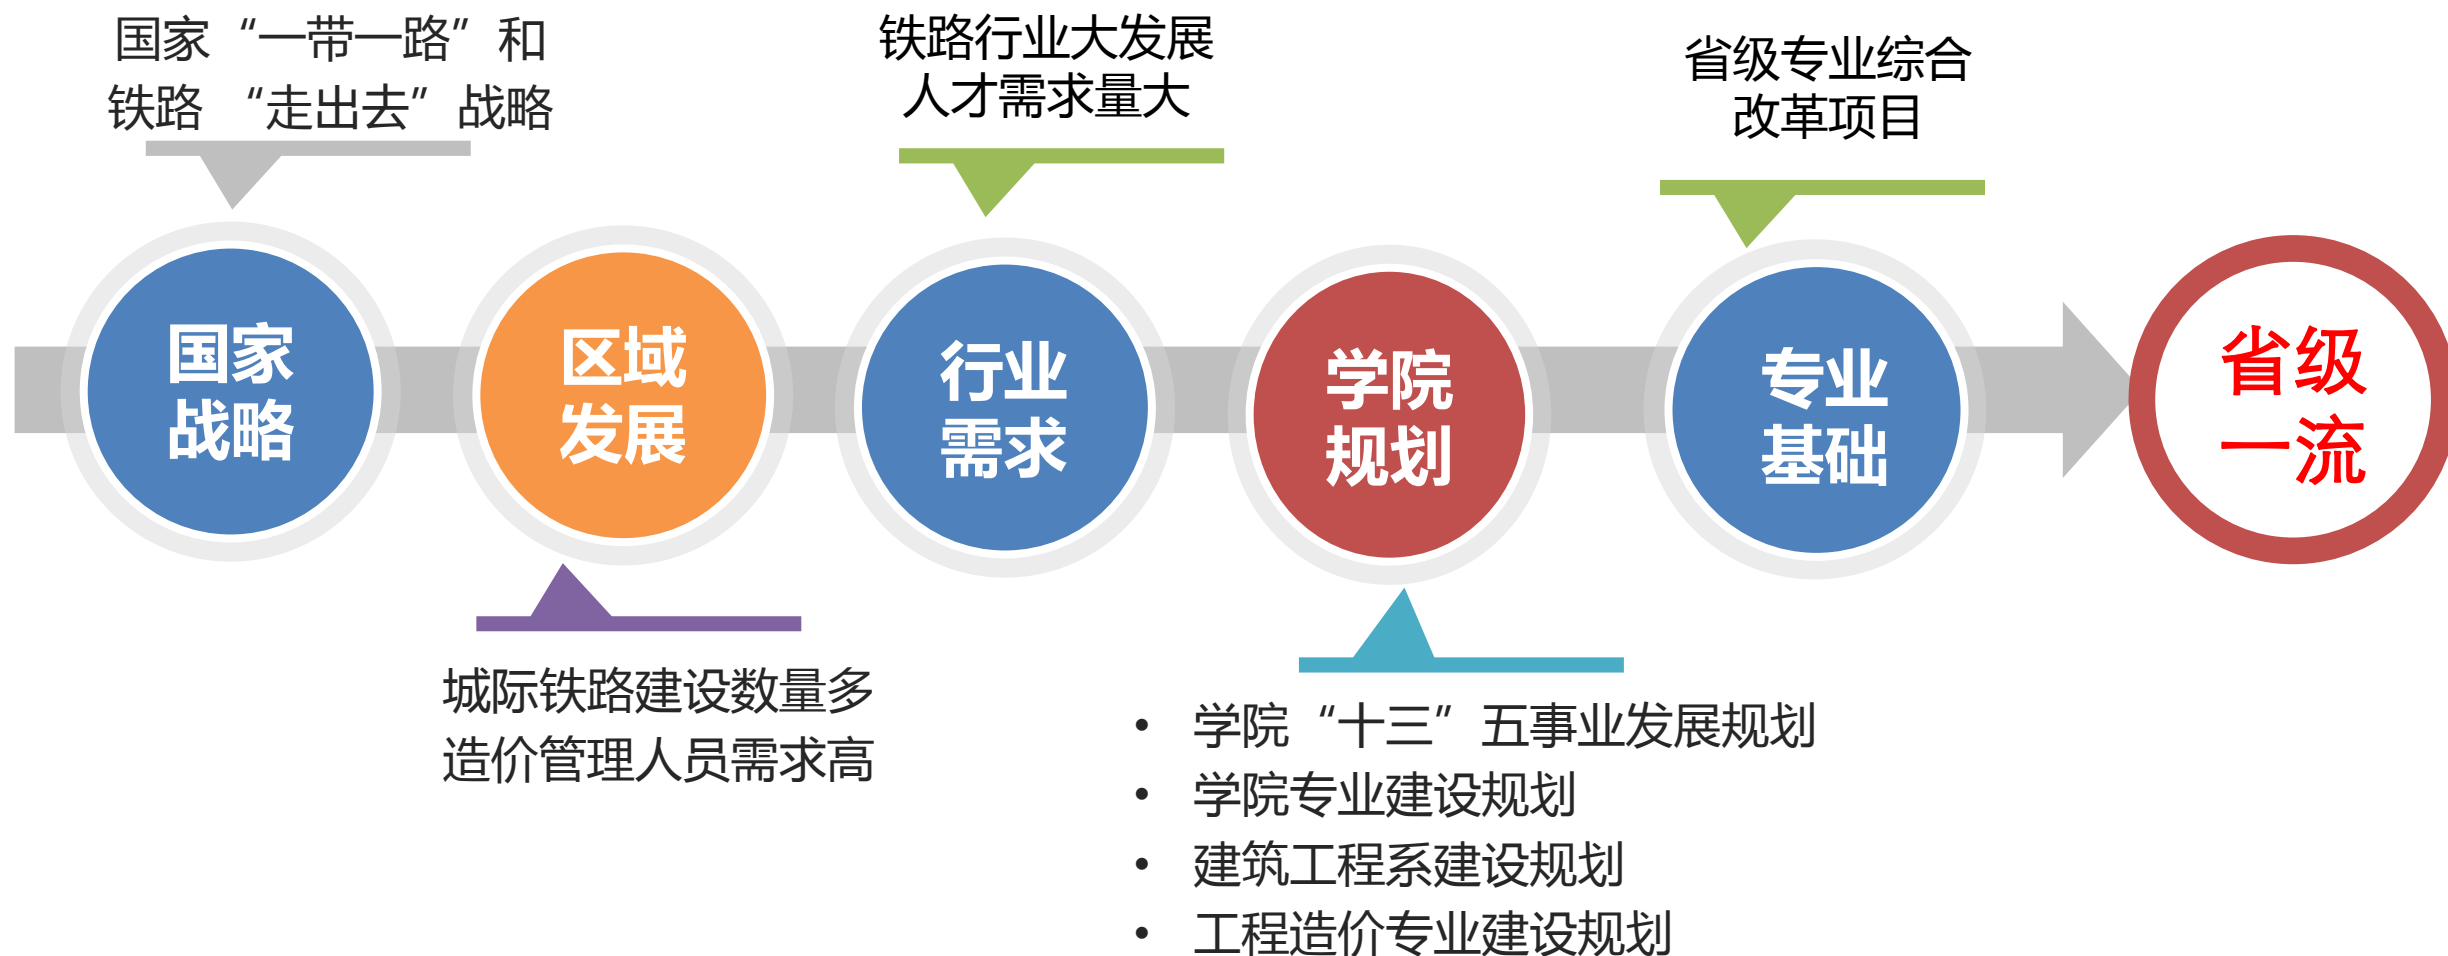 国家“一带一路”和
铁路 “走出去”战略
铁路行业大发展
人才需求量大
省级专业综合
改革项目
国家
战略
区域
发展
行业
需求
学院
规划
专业
基础
省级
一流
城际铁路建设数量多
造价管理人员需求高
• 学院“十三”五事业发展规划
• 学院专业建设规划
• 建筑工程系建设规划
• 工程造价专业建设规划